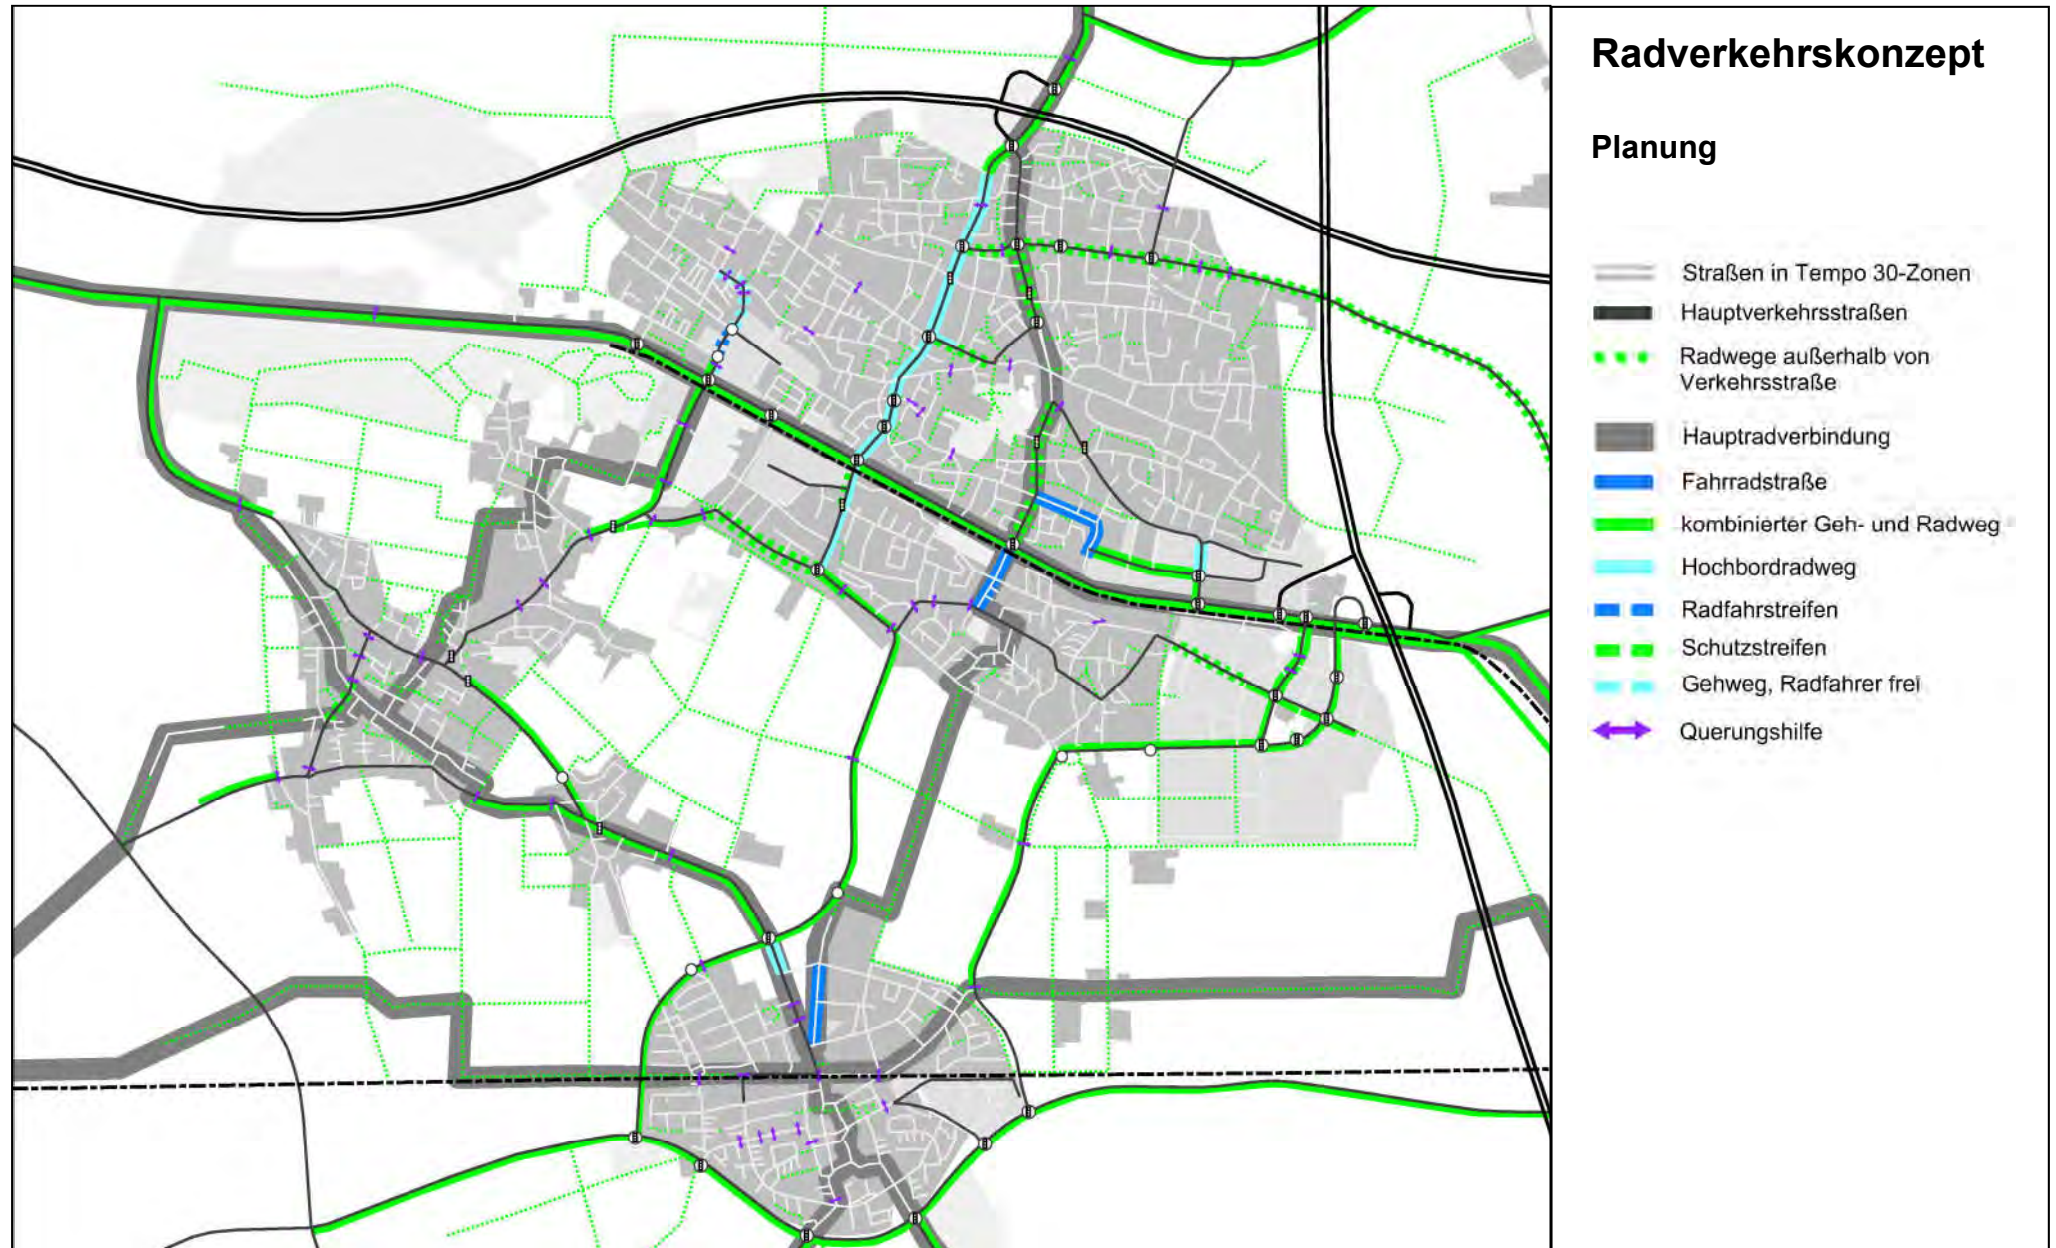 Radverkehrskonzept
Planung
Straßen in Tempo 30-Zonen
Hauptverkehrsstraßen
Radwege außerhalb von
Verkehrsstraße
Hauptradverbindung
Fahrradstraße
kombinierter Geh- und Radweg
Hochbordradweg
Radfahrstreifen
Schutzstreifen
Gehweg, Radfahrer frei
Querungshilfe